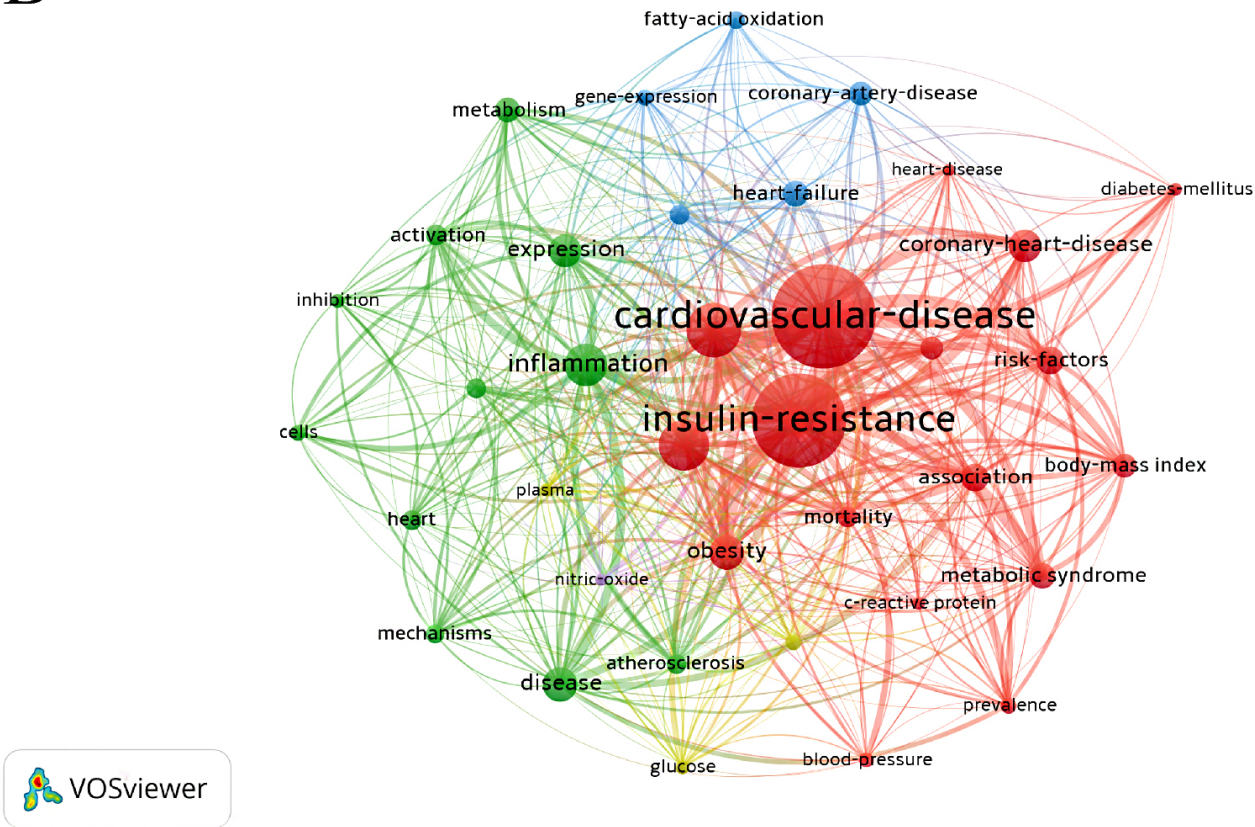 fatty-acid oxidation
gene-expression
coronary-artery-disease
metabolism
heart-disease
diabetes-mellitus
heart-failure
activation
expression
coronary-heart-disease
inhibition
cardiovascular-disease
inflammation
risk-factors
insulin-resistance
cells
body-mass index
association
plasma
heart
mortality
obesity
nitric-oxide
metabolic syndrome
c-reactive protein
mechanisms
atherosclerosis
disease
prevalence
glucose
blood-pressure
VOSviewer